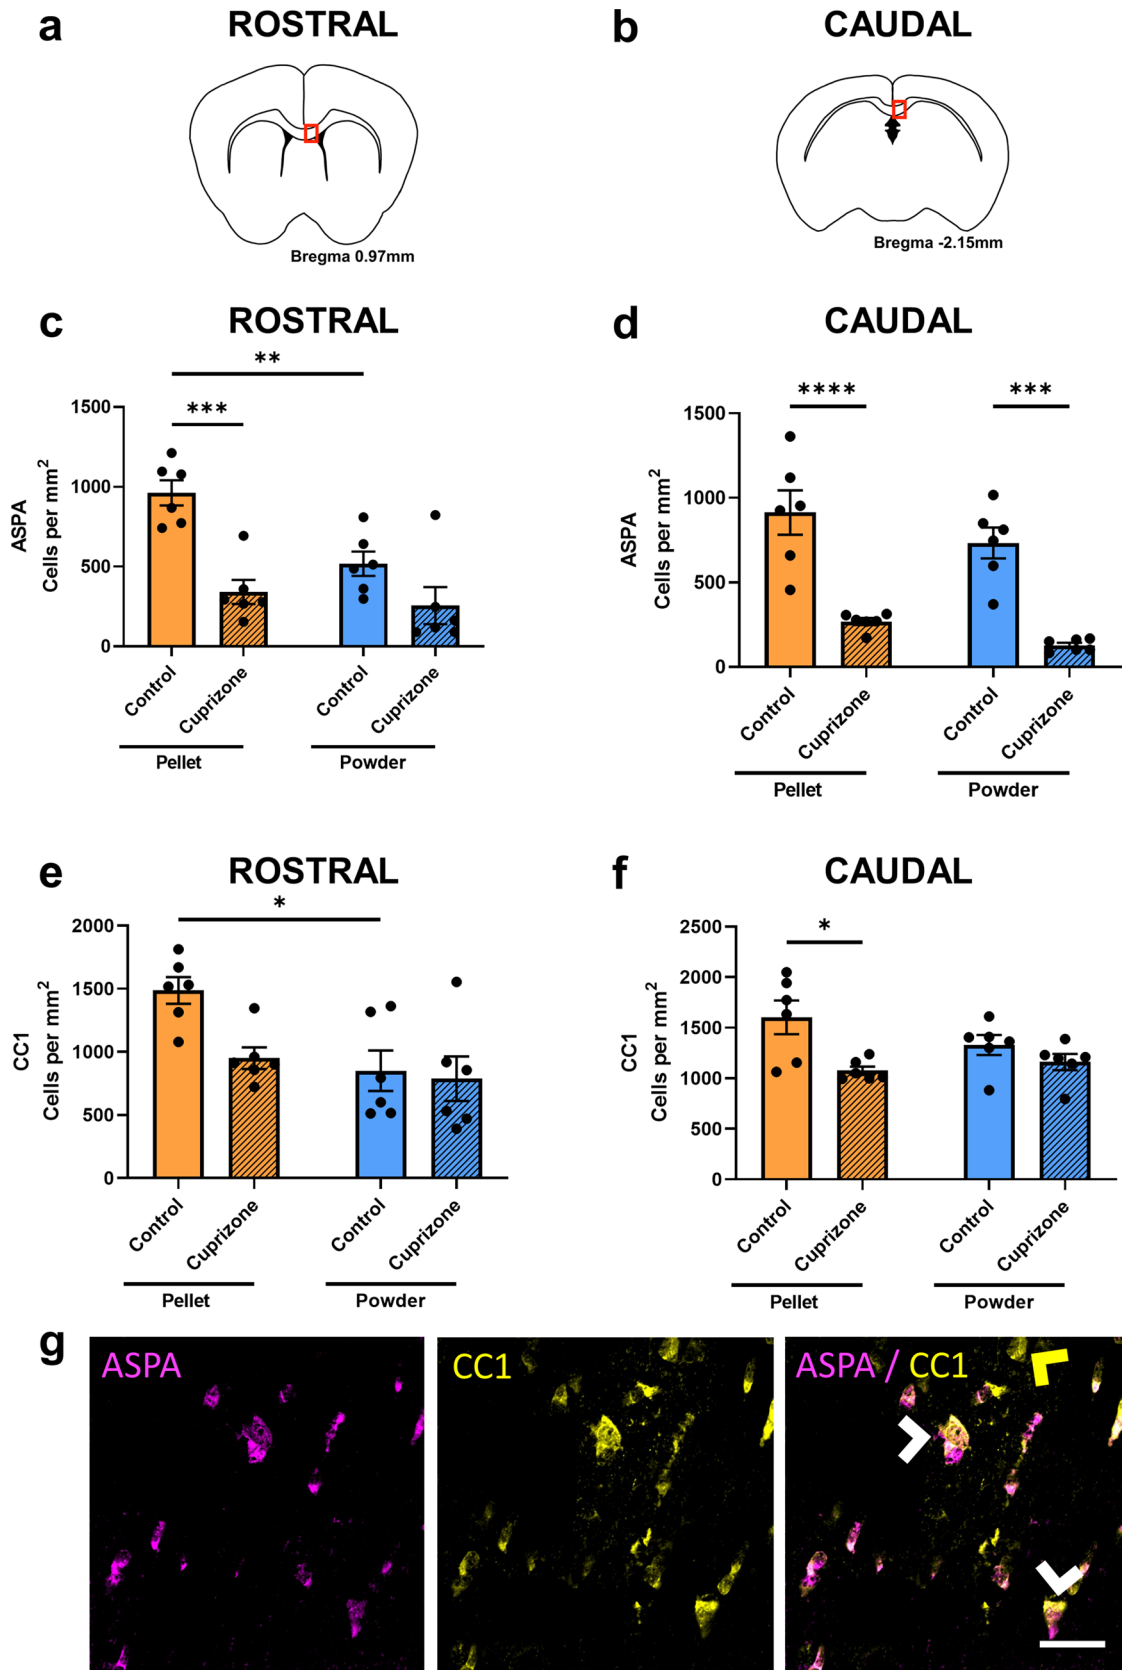 a ROSTRAL
b CAUDAL
Bregma 0.97mm
Bregma -2.15mm
c ROSTRAL
**
***
1500
1000
500
0
ASPA
Cells per mm²
Control
Cuprizone
Control
Cuprizone
Pellet
Powder
d CAUDAL
****
***
1500
1000
500
0
ASPA
Cells per mm²
Control
Cuprizone
Control
Cuprizone
Pellet
Powder
e ROSTRAL
*
2000
1500
1000
500
0
CC1
Cells per mm²
Control
Cuprizone
Control
Cuprizone
Pellet
Powder
f CAUDAL
*
2500
2000
1500
1000
500
0
CC1
Cells per mm²
Control
Cuprizone
Control
Cuprizone
Pellet
Powder
g
ASPA
CC1
ASPA / CC1